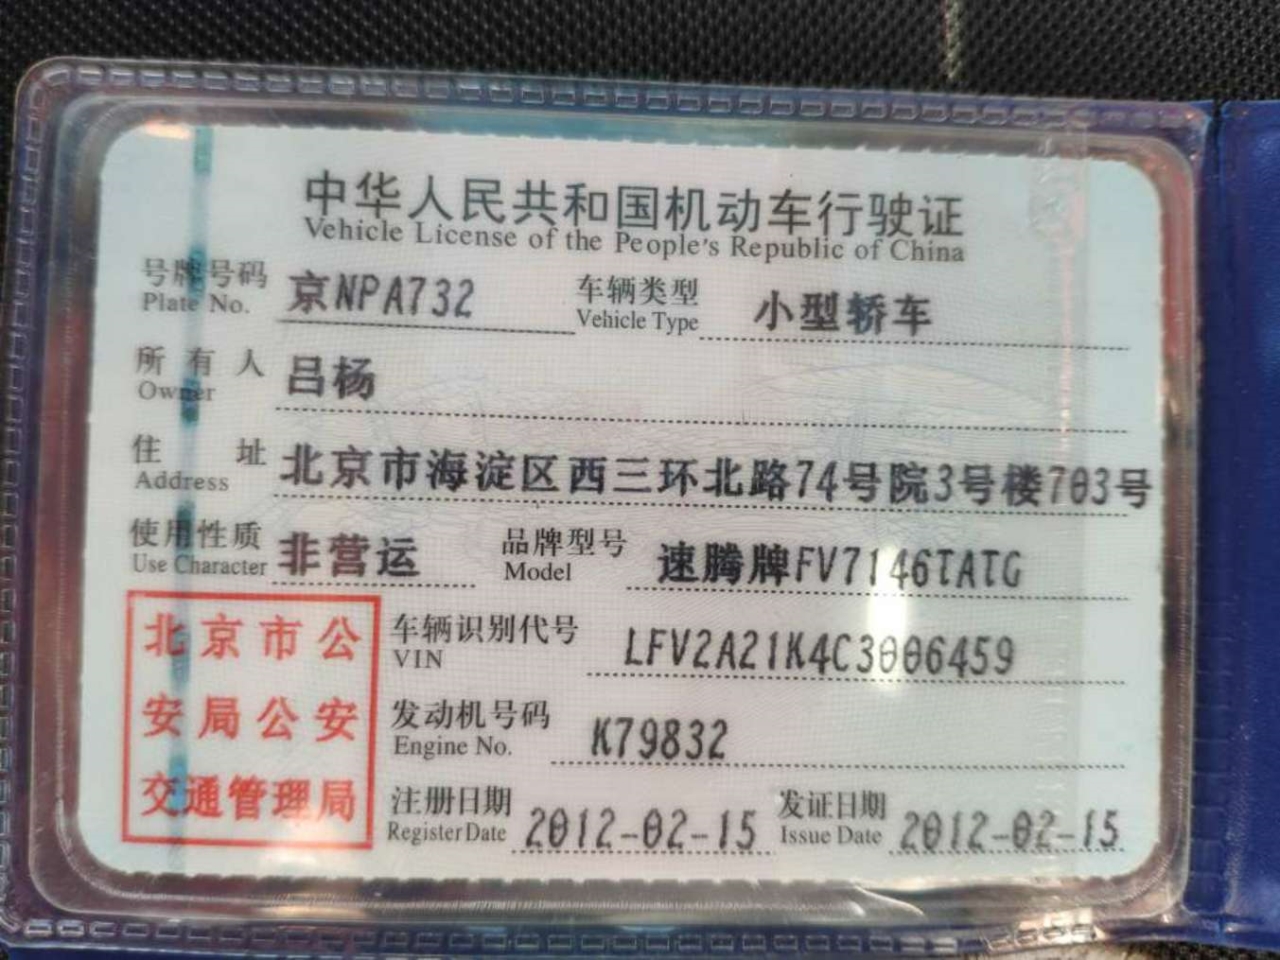 中华人民共和国机动车行驶证
Vehicle License of the People's Republic of China
号牌号码 京NPA732 车辆类型 小型轿车
Plate No. Vehicle Type
所有人 吕杨
Owner
住址 北京市海淀区西三环北路74号院3号楼703号
Address
使用性质 非营运 品牌型号 速腾牌FV7146TATG
Use Character Model
北京市公
安局公安
交通管理局
车辆识别代号 LFV2A21K4C3006459
VIN
发动机号码 K79832
Engine No.
注册日期 2012-02-15 发证日期 2012-02-15
Register Date Issue Date